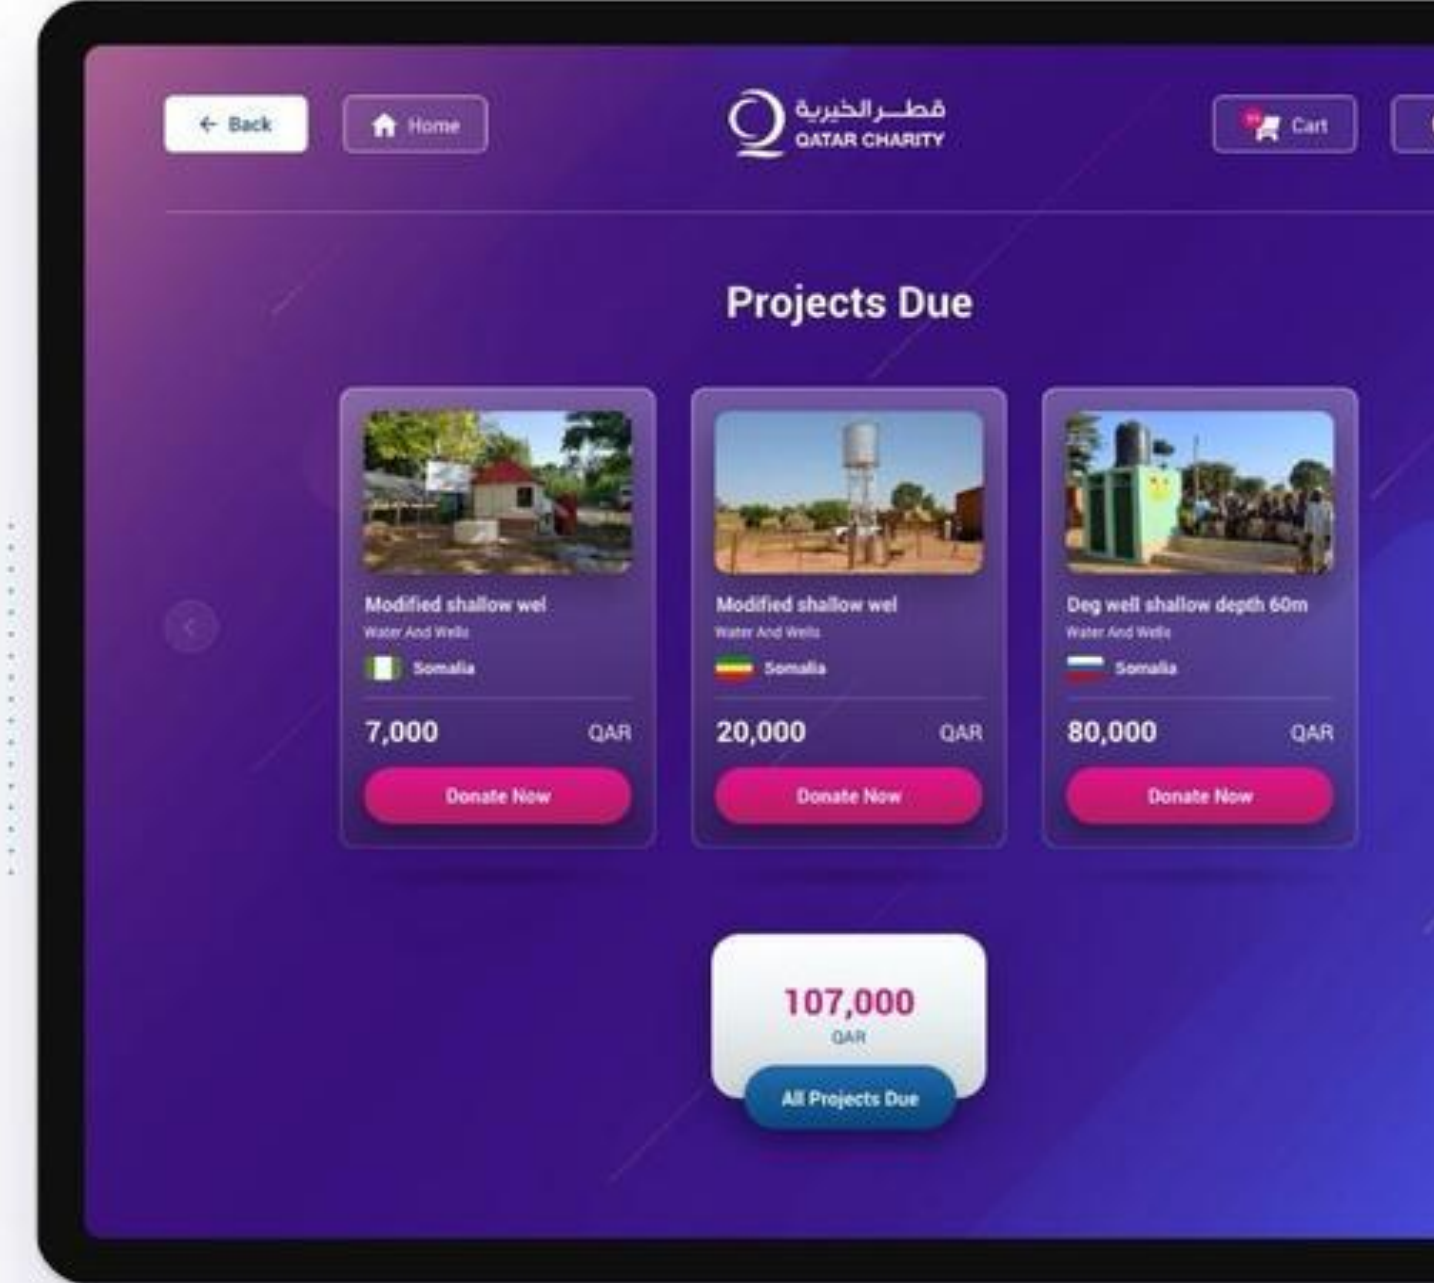 ← Back
Home
قطر الخيرية
QATAR CHARITY
Cart
Projects Due
Modified shallow wel
Water And Wells
Somalia
7,000 QAR
Donate Now
Modified shallow wel
Water And Wells
Somalia
20,000 QAR
Donate Now
Deg well shallow depth 60m
Water And Wells
Somalia
80,000 QAR
Donate Now
107,000
QAR
All Projects Due